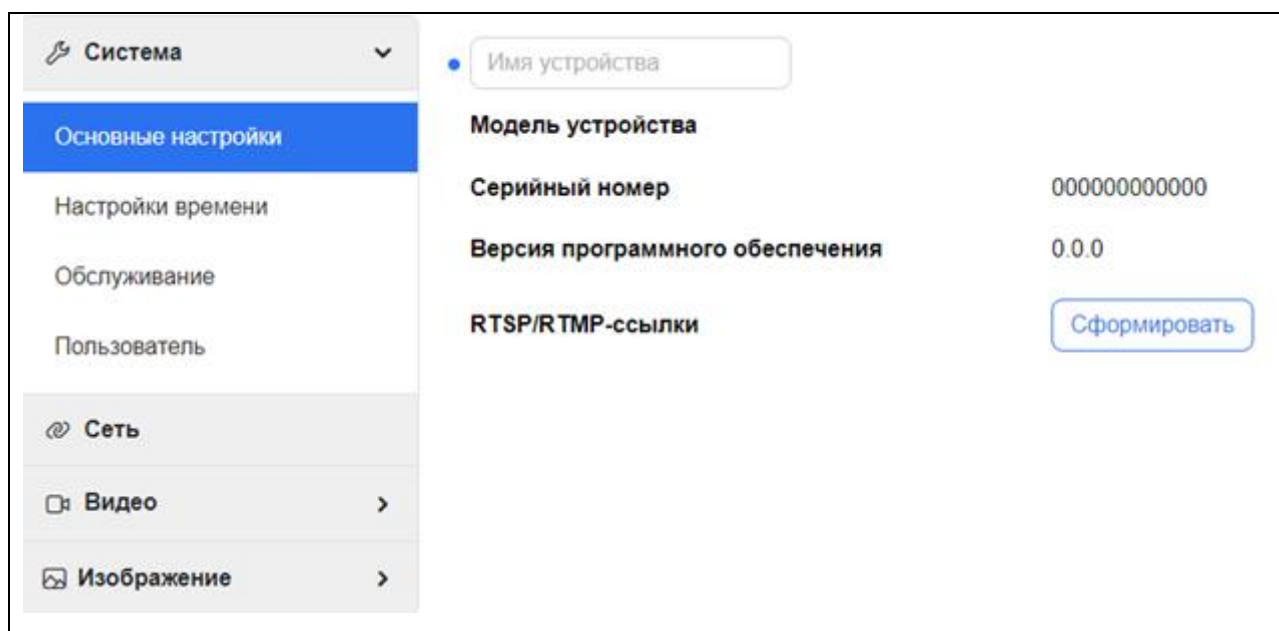 Система
Основные настройки
Настройки времени
Обслуживание
Пользователь
Сеть
Видео
Изображение
Имя устройства
Модель устройства
Серийный номер 000000000000
Версия программного обеспечения 0.0.0
RTSP/RTMP-ссылки Сформировать